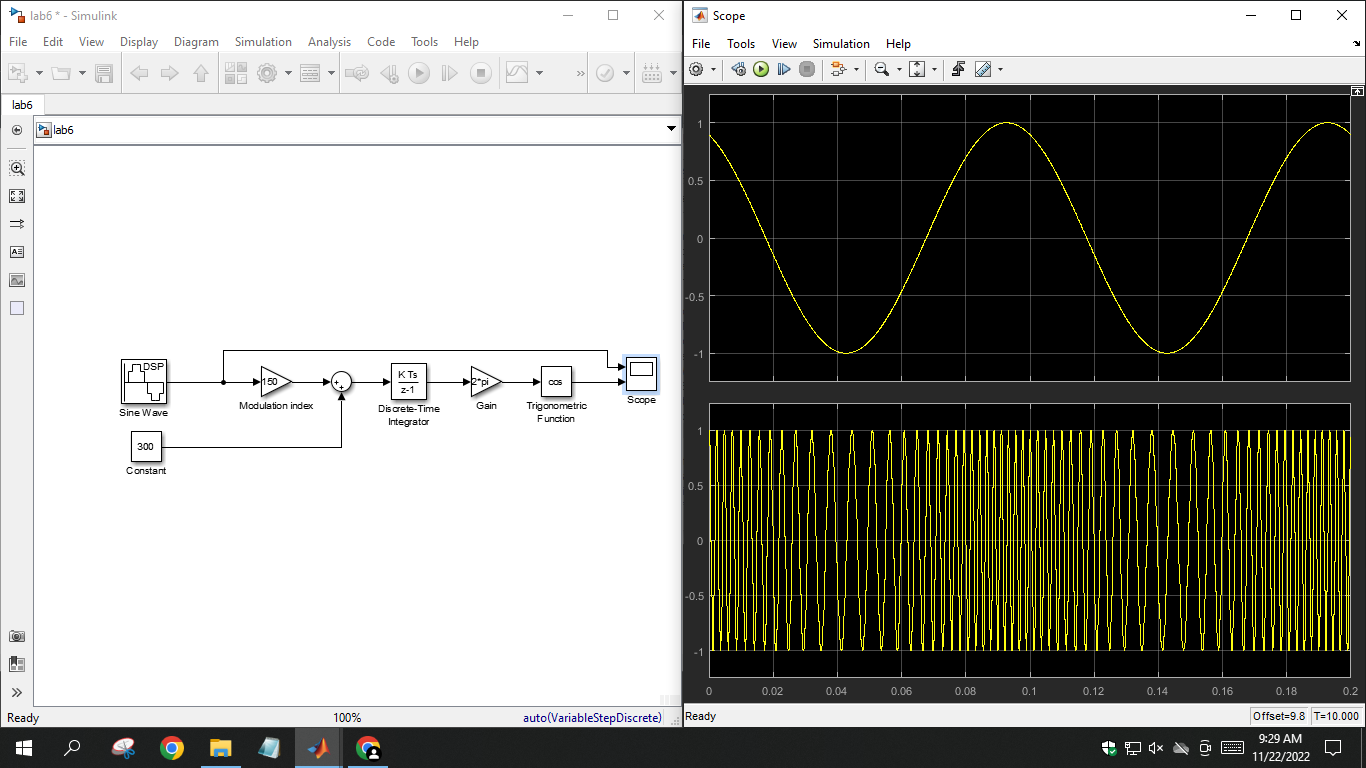 lab6 * - Simulink
File Edit View Display Diagram Simulation Analysis Code Tools Help
lab6
lab6
DSP
Sine Wave
150
Modulation index
300
Constant
K Ts
z-1
Discrete-Time
Integrator
2*pi
Gain
cos
Trigonometric
Function
Scope
Ready 100% auto(VariableStepDiscrete)
Scope
File Tools View Simulation Help
1
0.5
0
-0.5
-1
1
0.5
0
-0.5
-1
0 0.02 0.04 0.06 0.08 0.1 0.12 0.14 0.16 0.18 0.2
Ready Offset=9.8 T=10.000
9:29 AM
11/22/2022